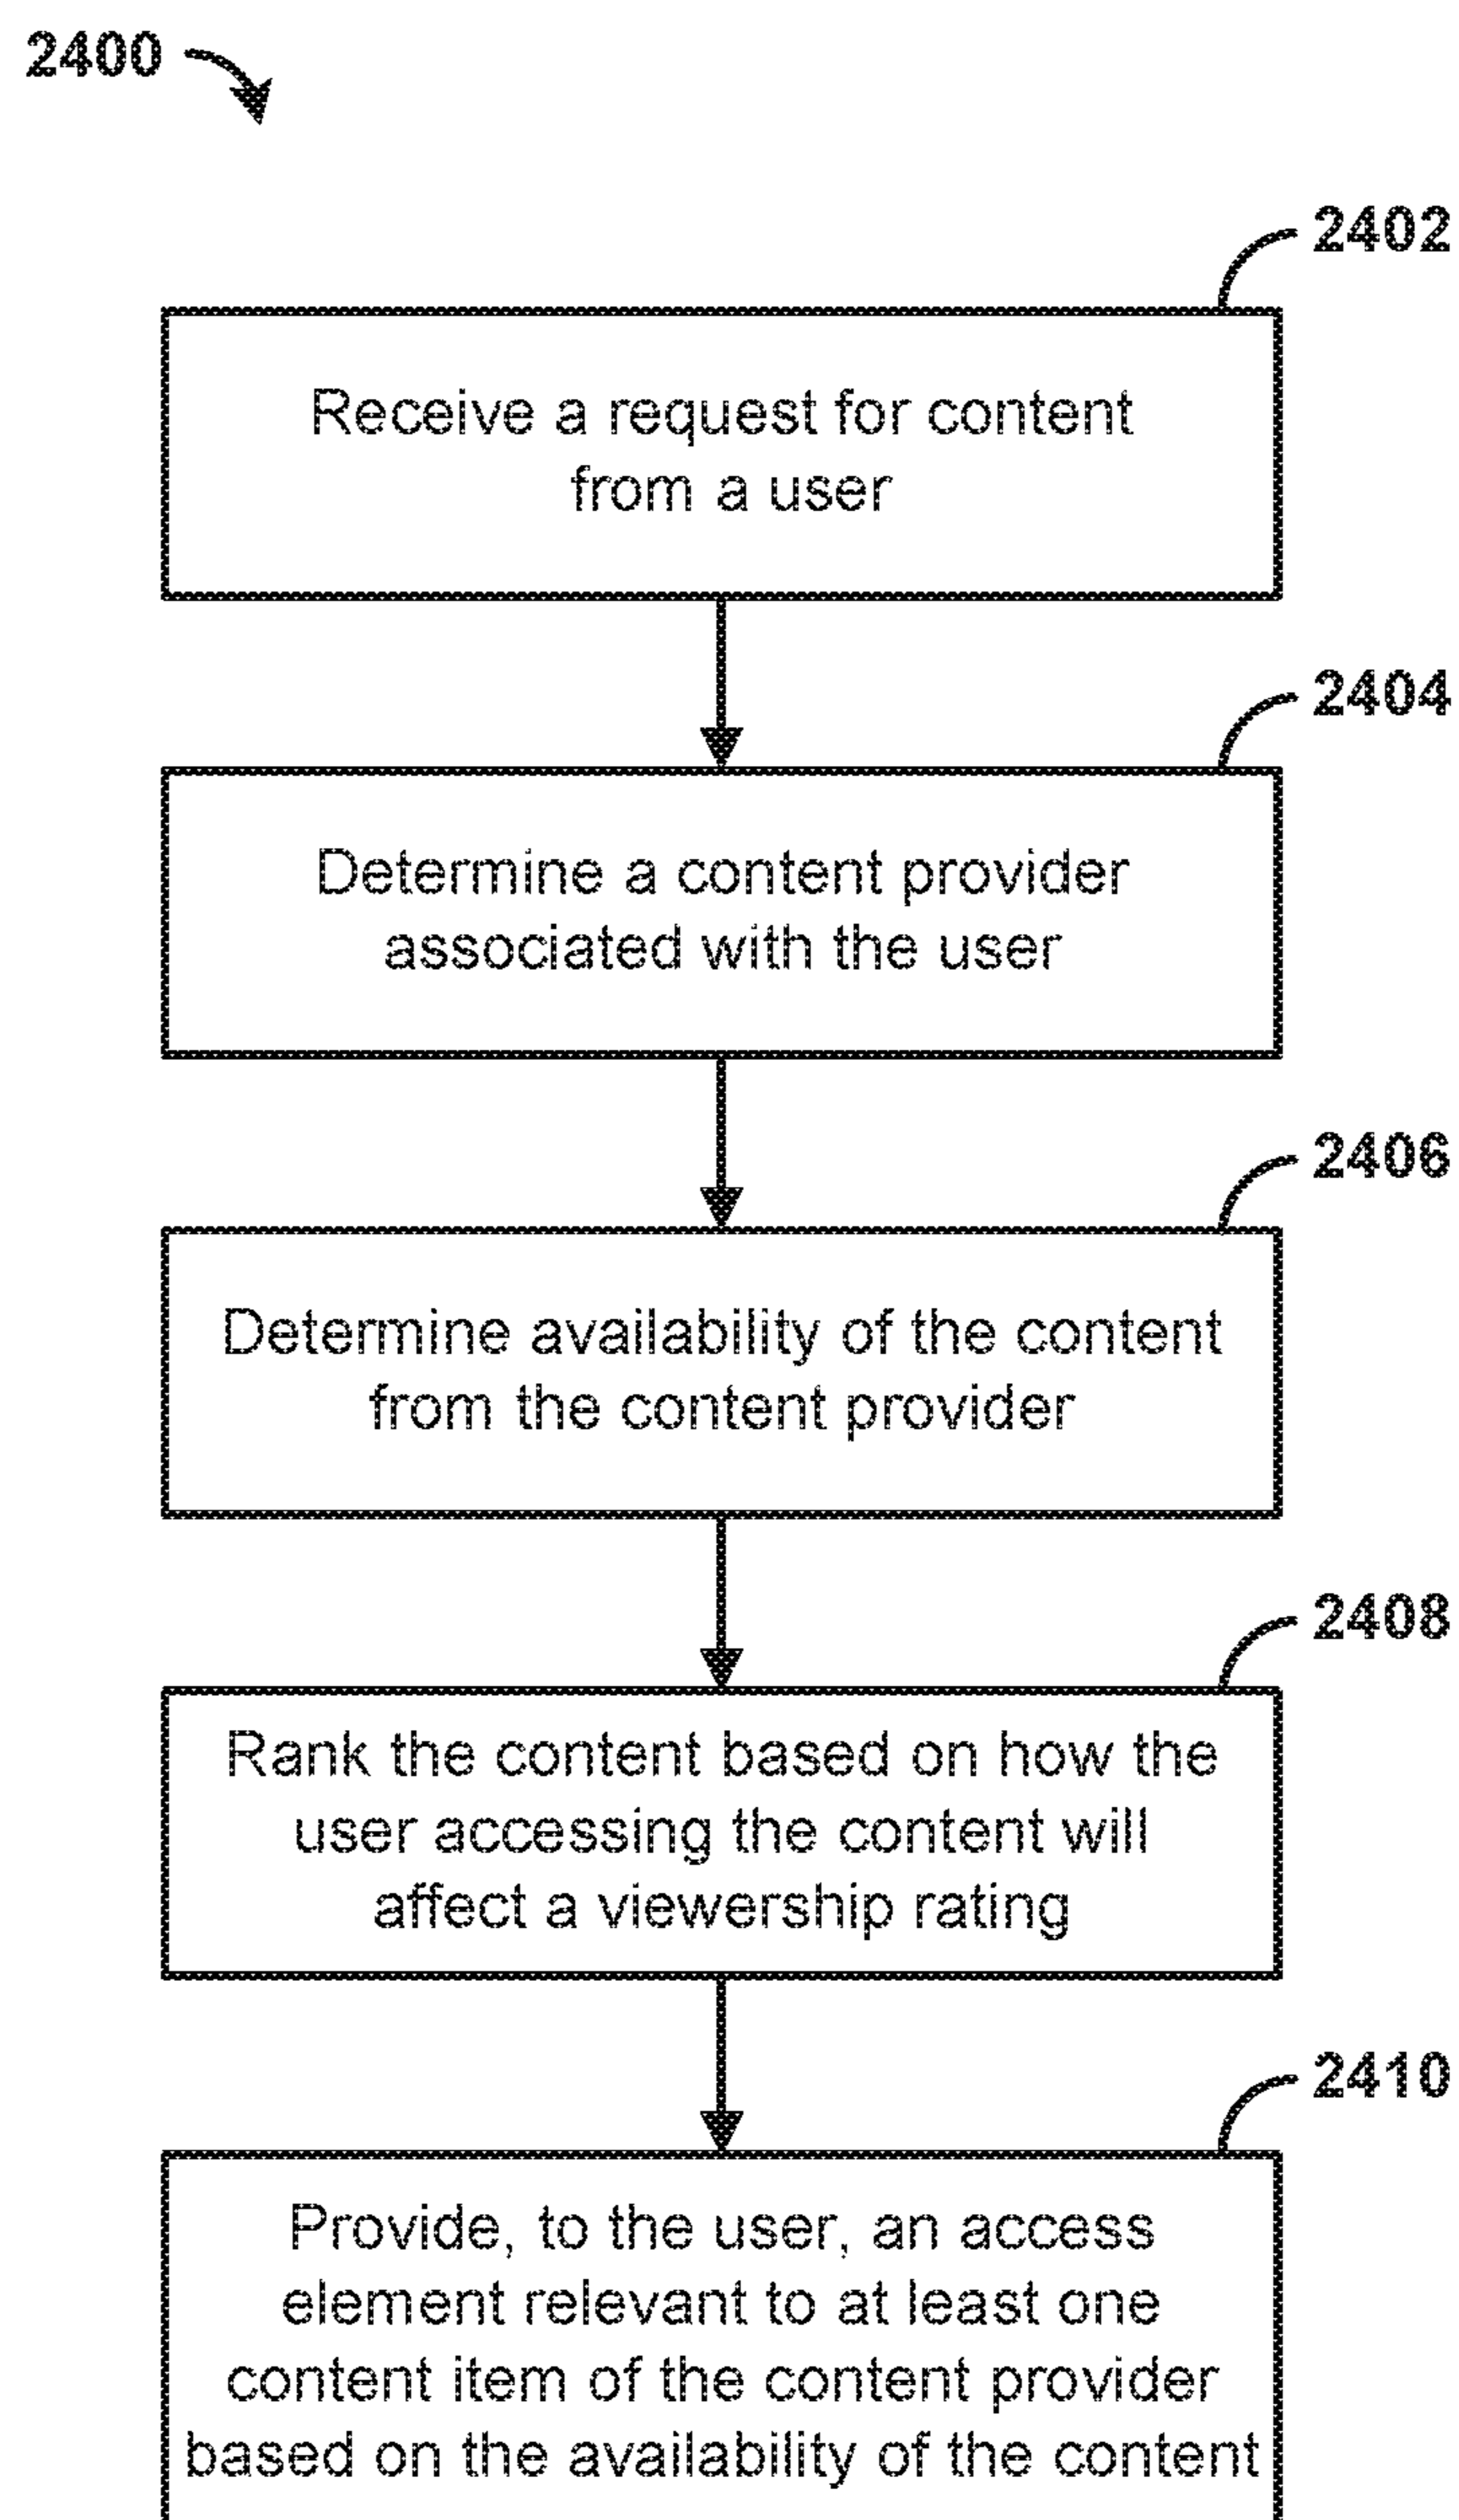 2400
2402
Receive a request for content
from a user
2404
Determine a content provider
associated with the user
2406
Determine availability of the content
from the content provider
2408
Rank the content based on how the
user accessing the content will
affect a viewership rating
2410
Provide, to the user, an access
element relevant to at least one
content item of the content provider
based on the availability of the content